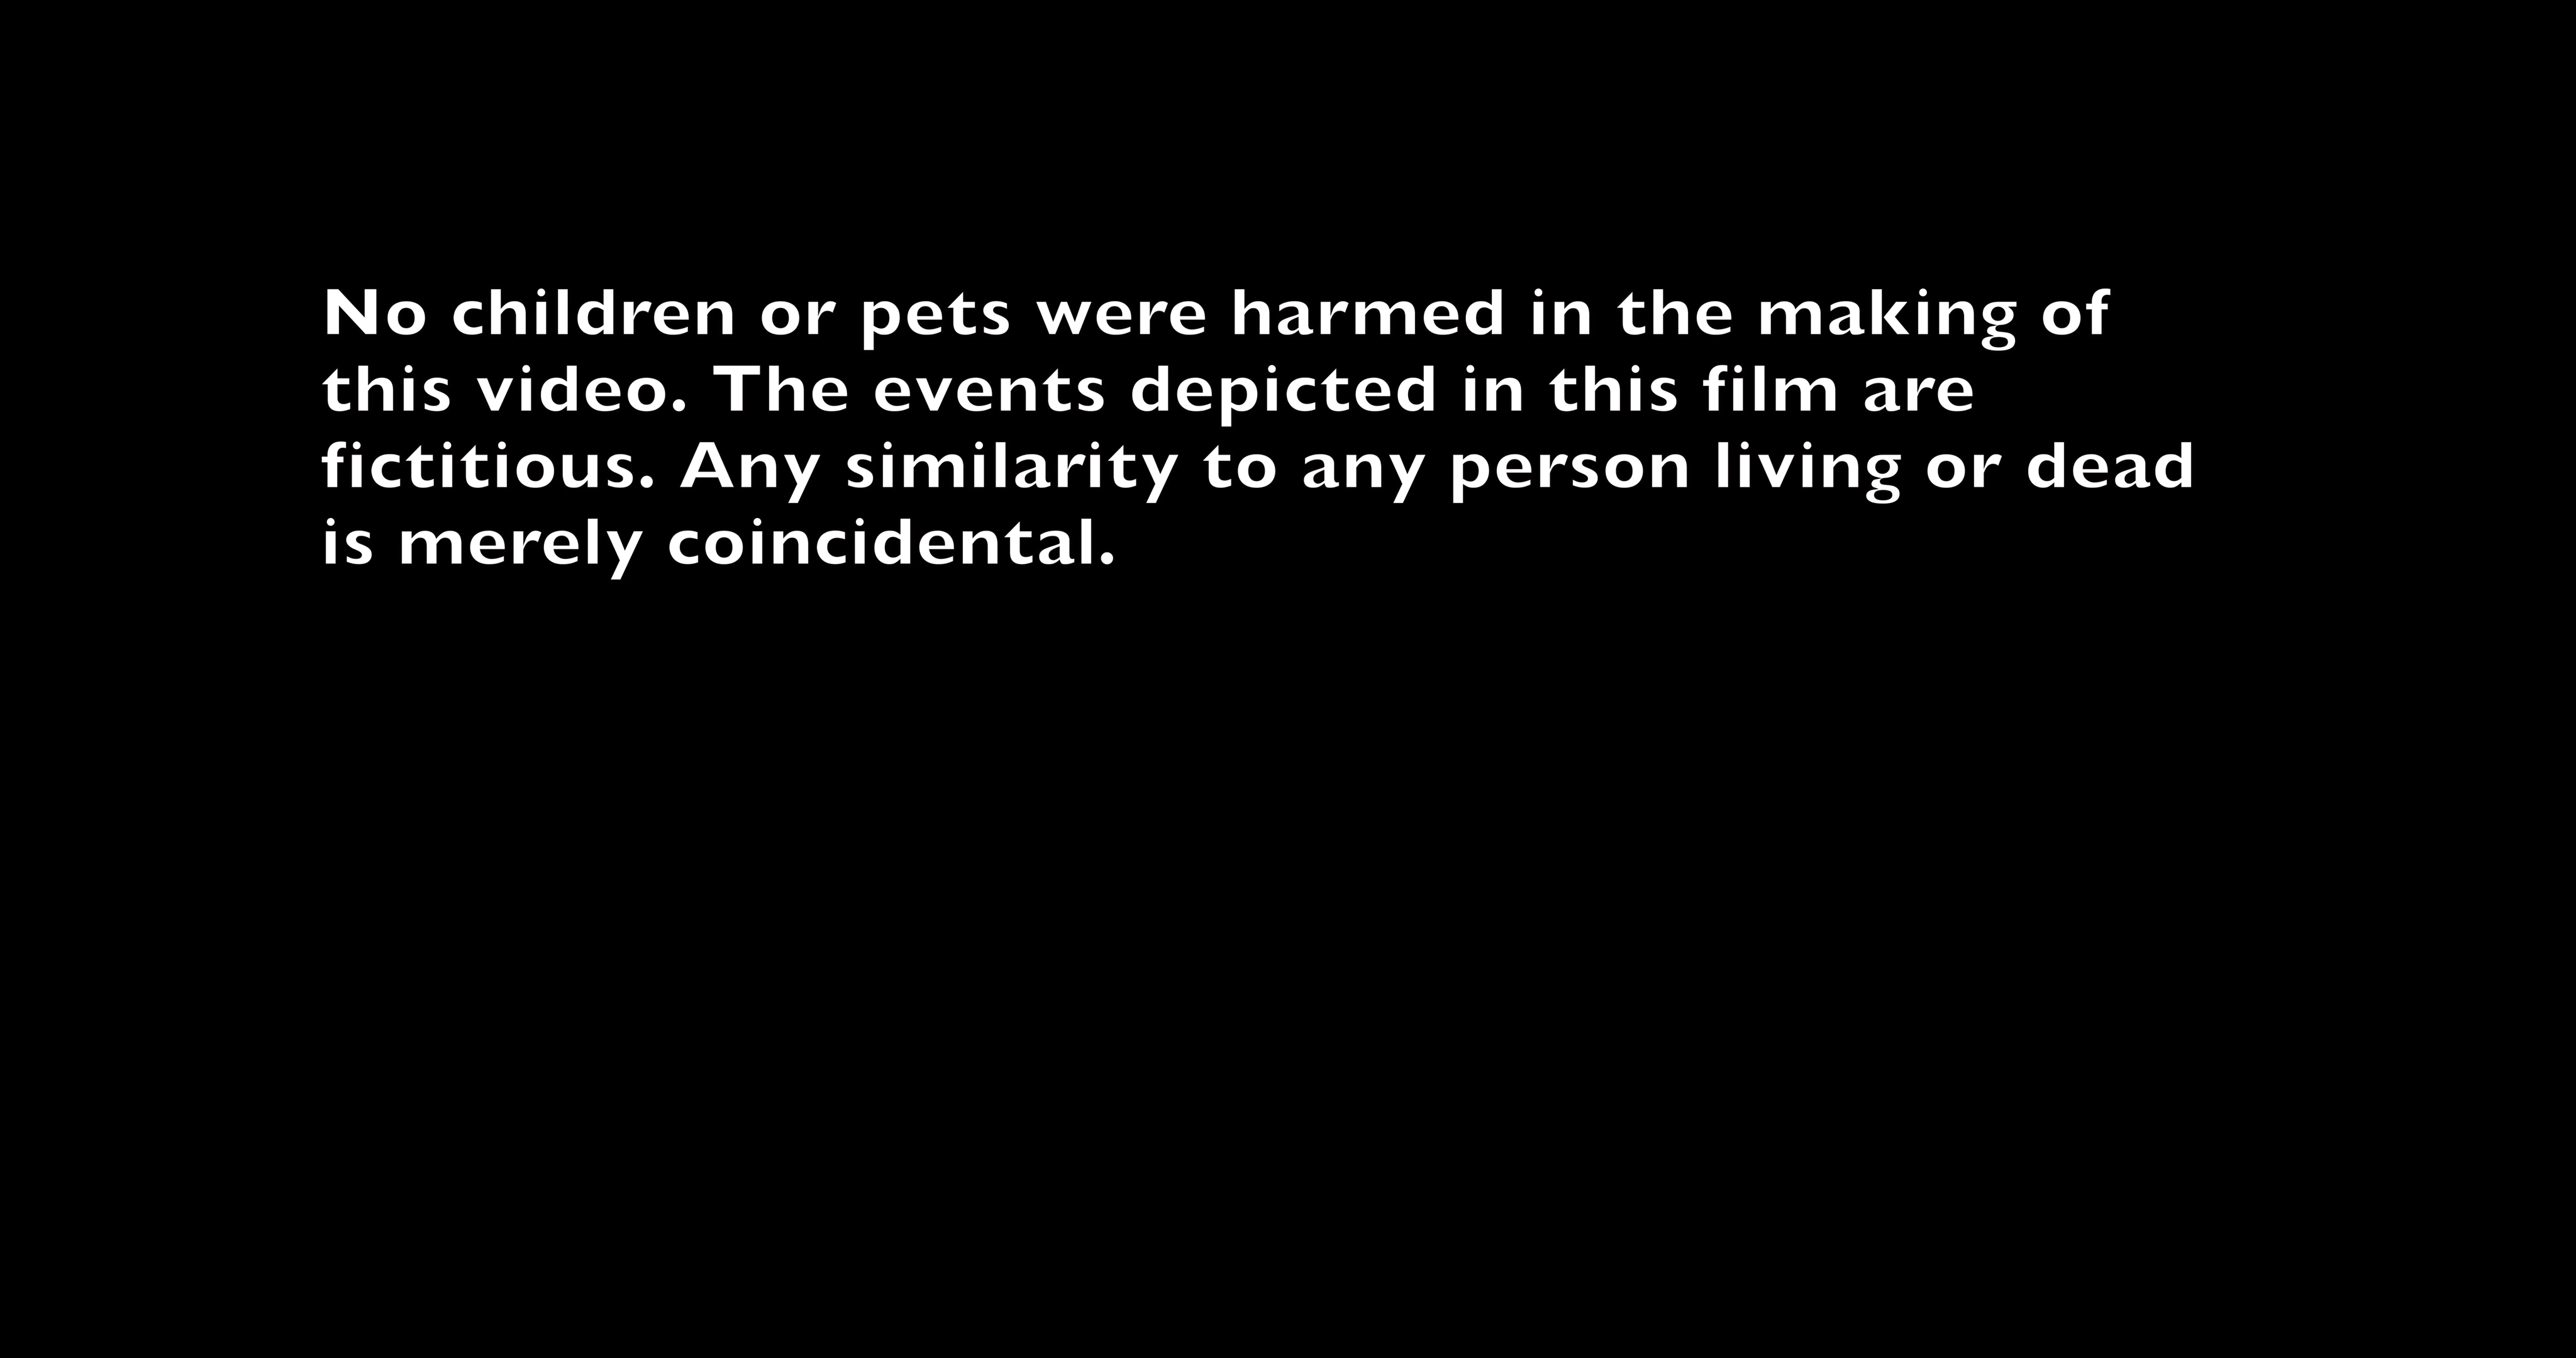 No children or pets were harmed in the making of
this video. The events depicted in this film are
fictitious. Any similarity to any person living or dead
is merely coincidental.